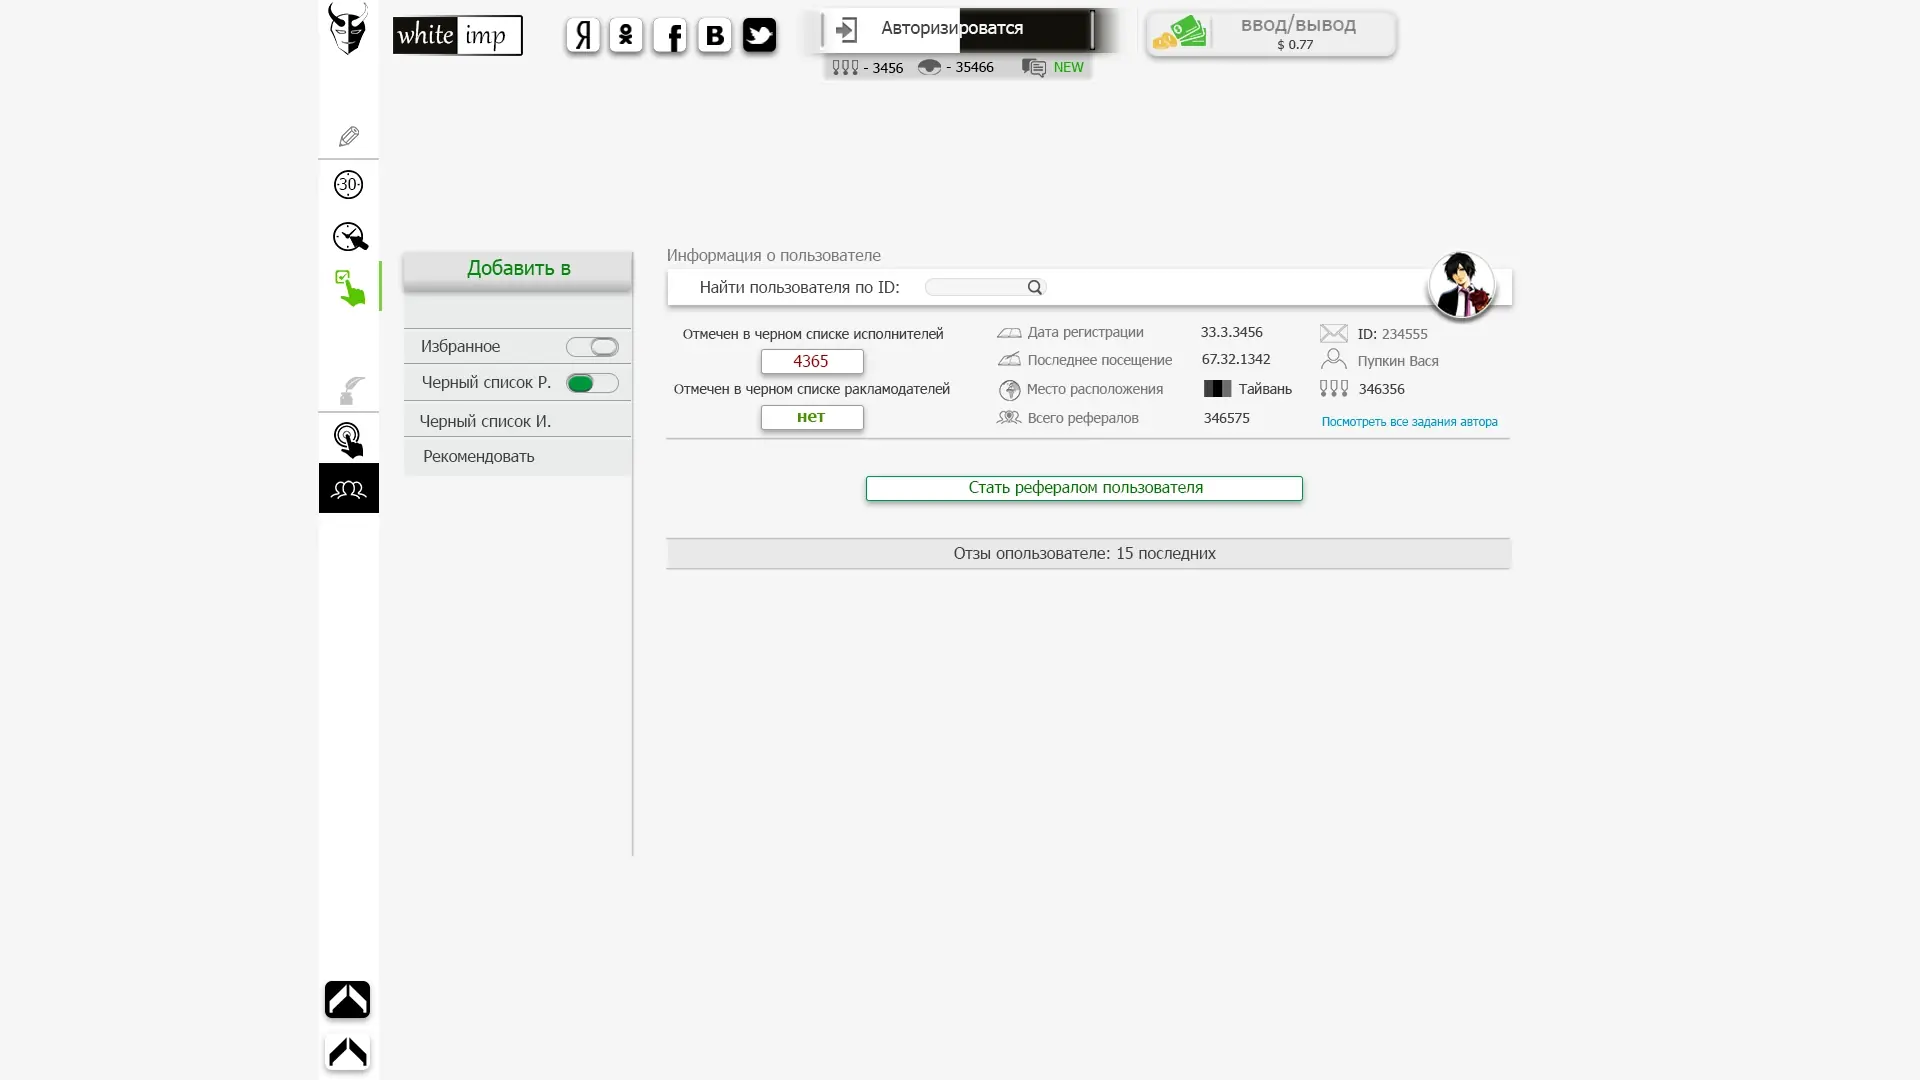 white imp
Я
f
B
Авторизироватся
- 3456
- 35466
NEW
ВВОД/ВЫВОД
$ 0.77
30
Добавить в
Избранное
Черный список Р.
Черный список И.
Рекомендовать
Информация о пользователе
Найти пользователя по ID:
Отмечен в черном списке исполнителей
4365
Отмечен в черном списке ракламодателей
нет
Дата регистрации 33.3.3456
Последнее посещение 67.32.1342
Место расположения Тайвань
Всего рефералов 346575
ID: 234555
Пупкин Вася
346356
Посмотреть все задания автора
Стать рефералом пользователя
Отзы опользователе: 15 последних